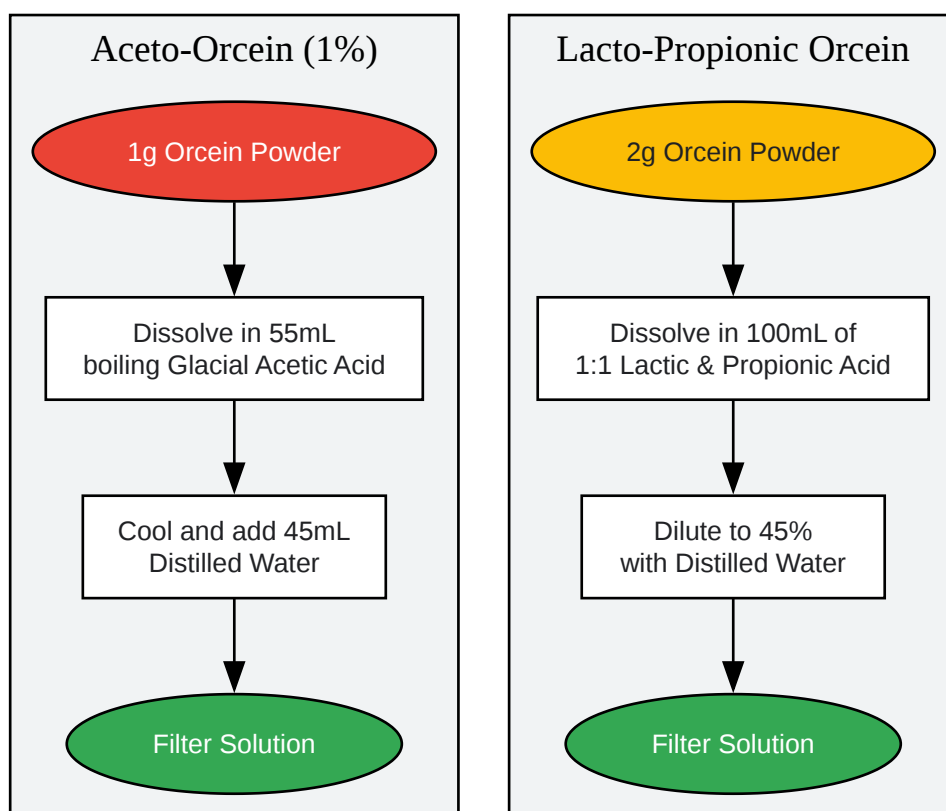 Aceto-Orcein (1%)
1g Orcein Powder
Dissolve in 55mL
boiling Glacial Acetic Acid
Cool and add 45mL
Distilled Water
Filter Solution
Lacto-Propionic Orcein
2g Orcein Powder
Dissolve in 100mL of
1:1 Lactic & Propionic Acid
Dilute to 45%
with Distilled Water
Filter Solution